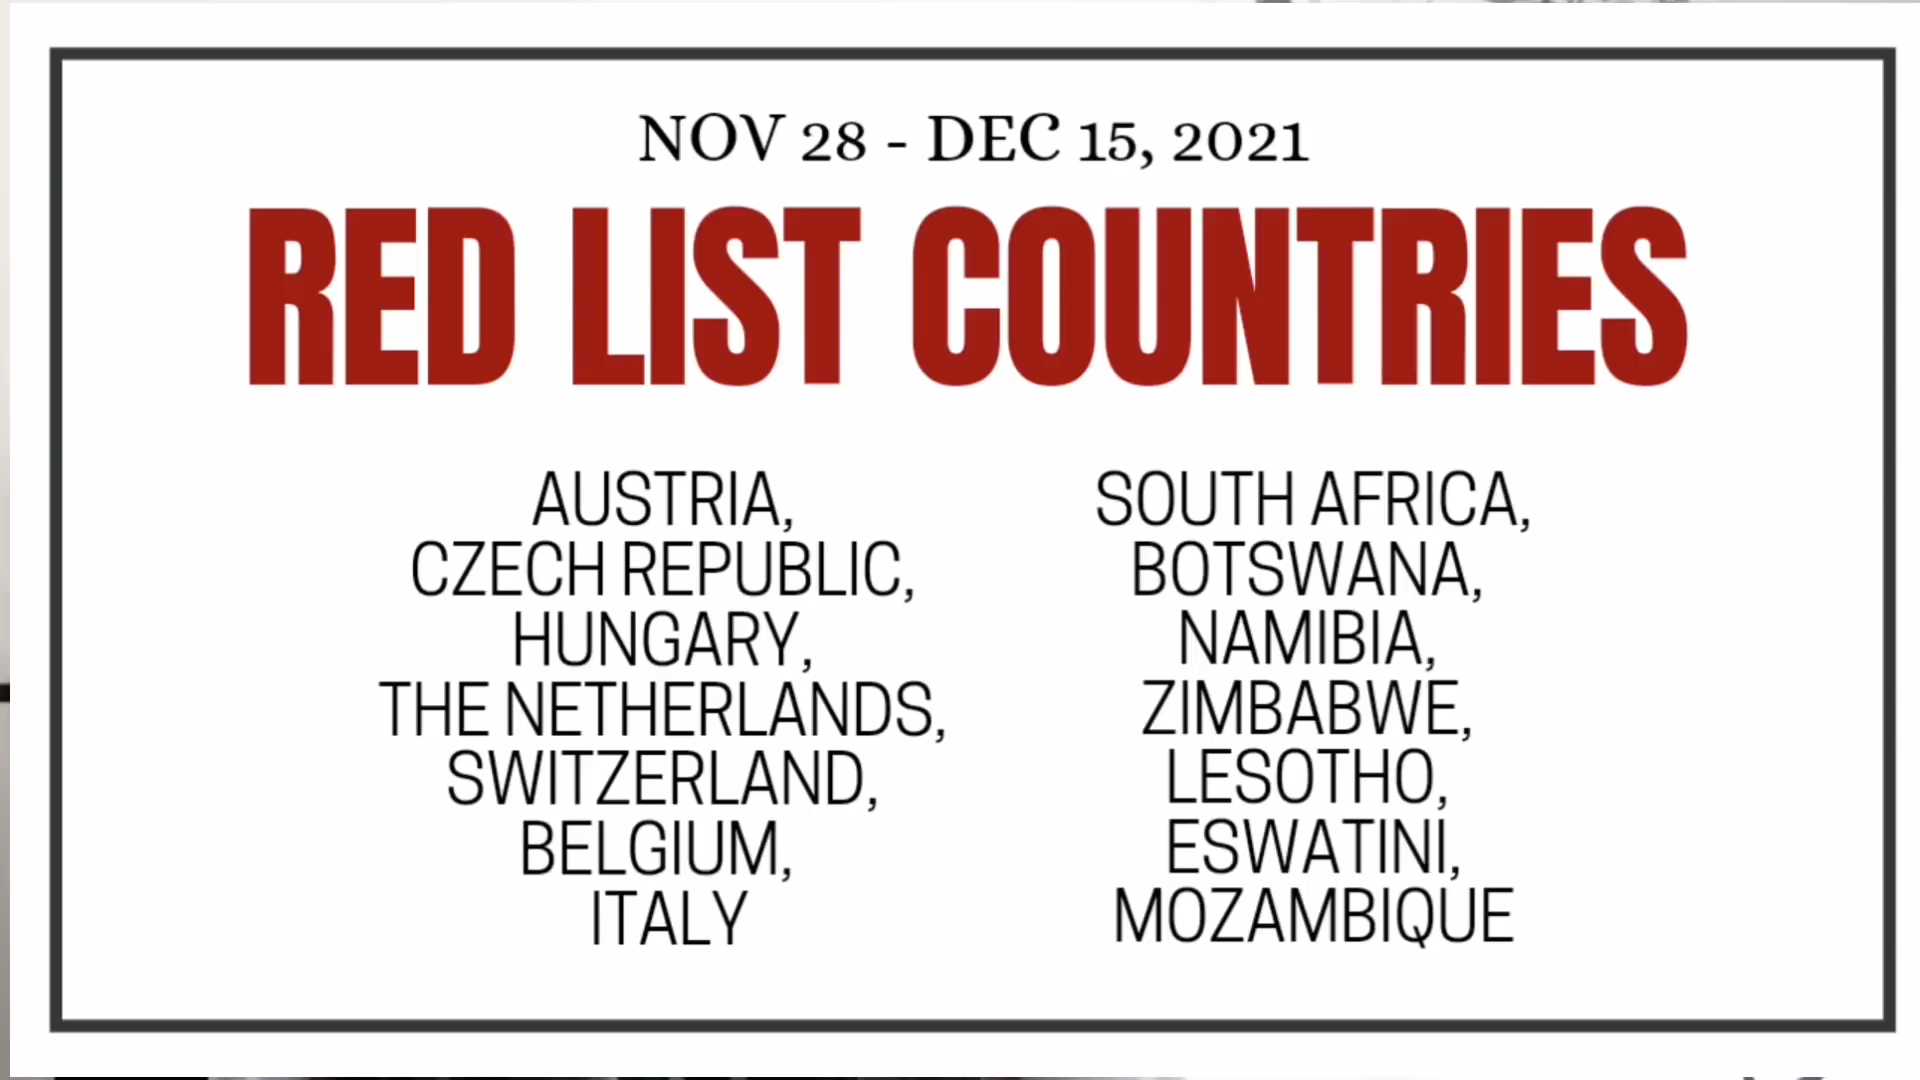 NOV 28 - DEC 15, 2021
RED LIST COUNTRIES
AUSTRIA,
CZECH REPUBLIC,
HUNGARY,
THE NETHERLANDS,
SWITZERLAND,
BELGIUM,
ITALY
SOUTH AFRICA,
BOTSWANA,
NAMIBIA,
ZIMBABWE,
LESOTHO,
ESWATINI,
MOZAMBIQUE